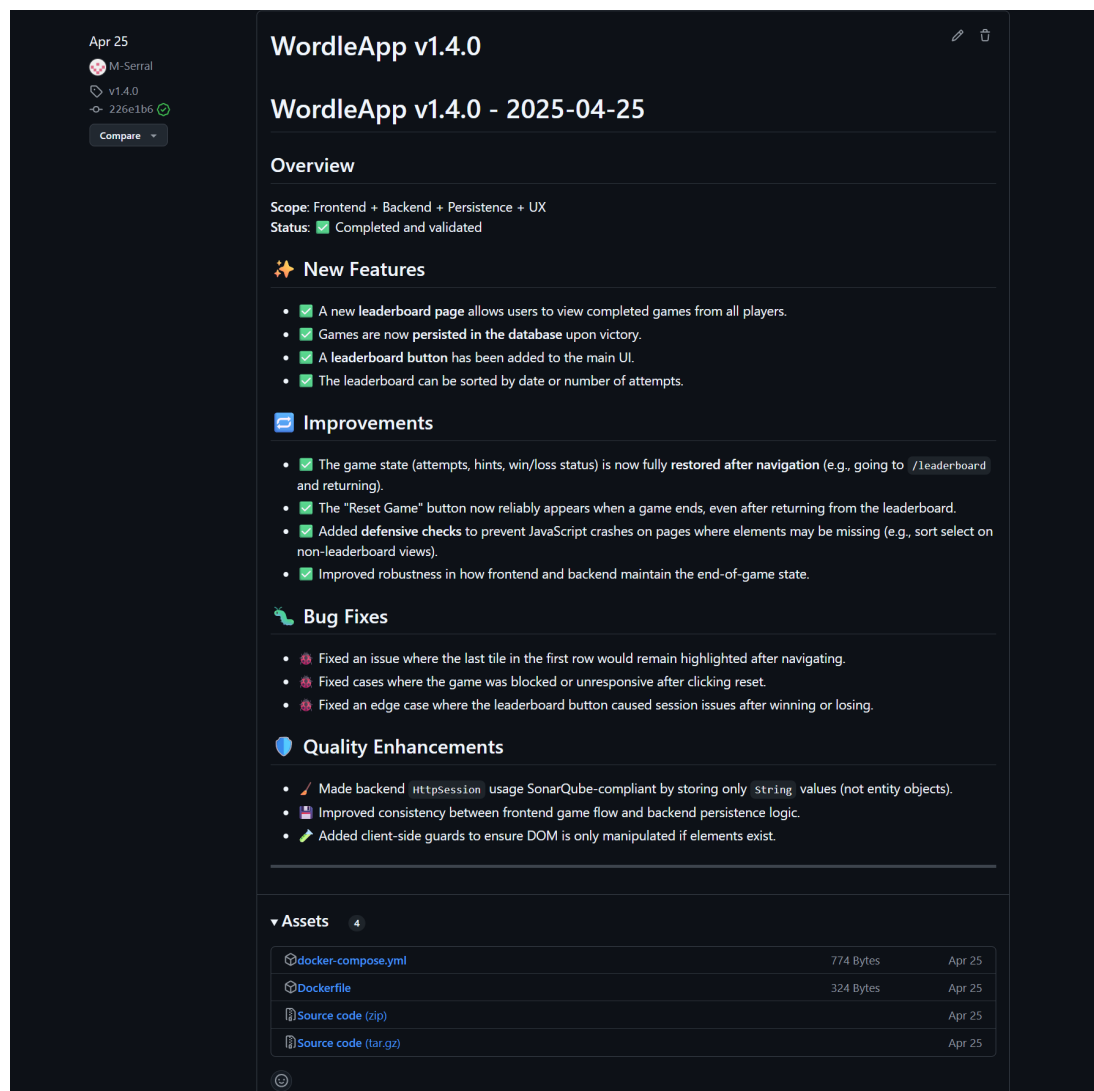 Apr 25
M-Serral
v1.4.0
226e1b6
Compare
WordleApp v1.4.0
WordleApp v1.4.0 - 2025-04-25
Overview
Scope: Frontend + Backend + Persistence + UX
Status: ✅ Completed and validated
✨ New Features
• ✅ A new leaderboard page allows users to view completed games from all players.
• ✅ Games are now persisted in the database upon victory.
• ✅ A leaderboard button has been added to the main UI.
• ✅ The leaderboard can be sorted by date or number of attempts.
🔁 Improvements
• ✅ The game state (attempts, hints, win/loss status) is now fully restored after navigation (e.g., going to /leaderboard
and returning).
• ✅ The "Reset Game" button now reliably appears when a game ends, even after returning from the leaderboard.
• ✅ Added defensive checks to prevent JavaScript crashes on pages where elements may be missing (e.g., sort select on
non-leaderboard views).
• ✅ Improved robustness in how frontend and backend maintain the end-of-game state.
🐛 Bug Fixes
• 🐞 Fixed an issue where the last tile in the first row would remain highlighted after navigating.
• 🐞 Fixed cases where the game was blocked or unresponsive after clicking reset.
• 🐞 Fixed an edge case where the leaderboard button caused session issues after winning or losing.
🛡️ Quality Enhancements
• 🧹 Made backend HttpSession usage SonarQube-compliant by storing only String values (not entity objects).
• 💾 Improved consistency between frontend game flow and backend persistence logic.
• 🧪 Added client-side guards to ensure DOM is only manipulated if elements exist.
Assets 4
docker-compose.yml 774 Bytes Apr 25
Dockerfile 324 Bytes Apr 25
Source code (zip) Apr 25
Source code (tar.gz) Apr 25